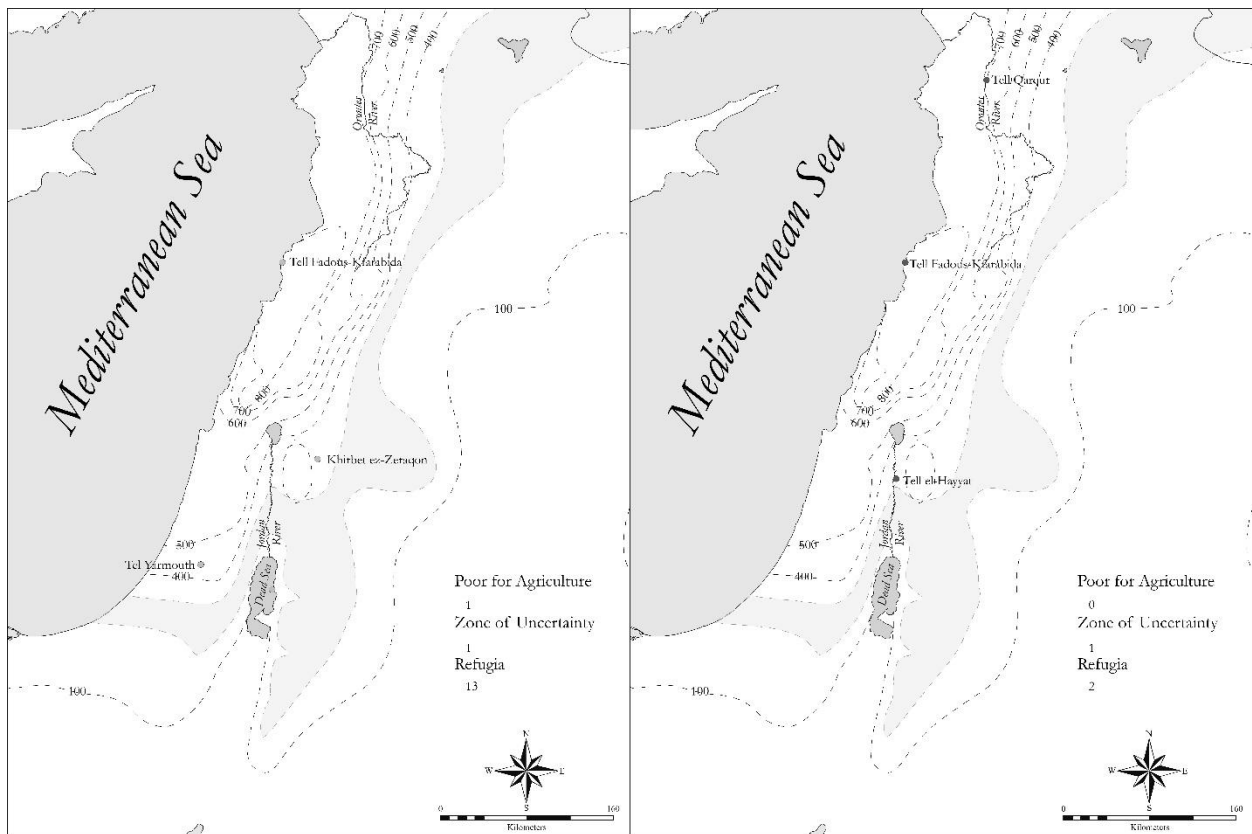 700
600
500
400
Orontes
River
Mediterranean Sea
Tell Fadous-Kfarabida
100
800
700
600
Khirbet ez-Zeraqon
500
Tel Yarmouth
400
Jordan
River
Dead Sea
Poor for Agriculture
1
Zone of Uncertainty
1
Refugia
13
100
N
W E
S
0 160
Kilometers
700
600
500
400
Tell Qarqur
Orontes
River
Mediterranean Sea
Tell Fadous-Kfarabida
100
800
700
600
Tell el-Hayyat
500
400
Jordan
River
Dead Sea
Poor for Agriculture
0
Zone of Uncertainty
1
Refugia
2
100
N
W E
S
0 160
Kilometers